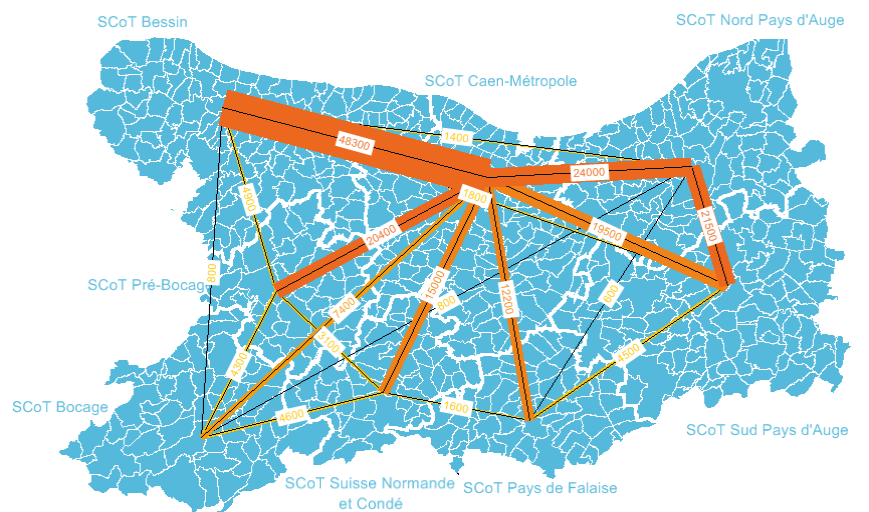 SCoT Bessin
SCoT Nord Pays d'Auge
SCoT Caen-Métropole
1400
48300
24000
4900
1800
21500
20400
19500
800
SCoT Pré-Bocage
15000
12200
600
800
7400
3100
4300
4500
SCoT Bocage
4600
1600
SCoT Sud Pays d'Auge
SCoT Suisse Normande
et Condé
SCoT Pays de Falaise